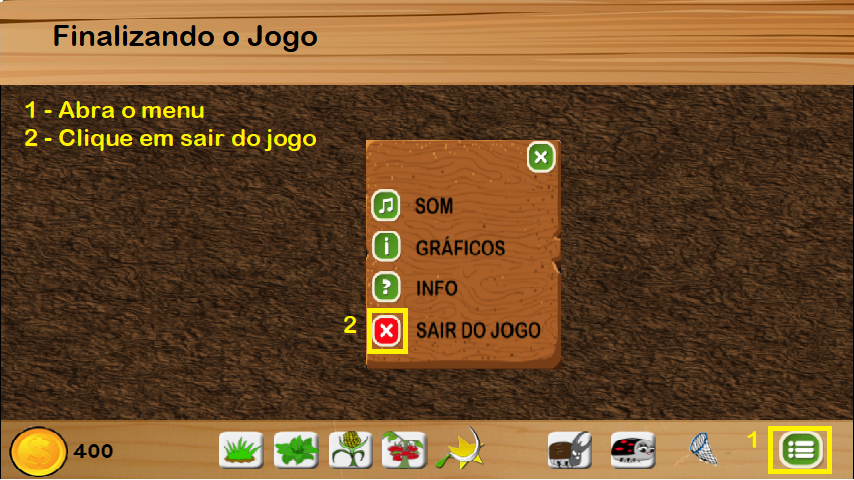 Finalizando o Jogo
1 - Abra o menu
2 - Clique em sair do jogo
SOM
GRÁFICOS
INFO
2
SAIR DO JOGO
400
1